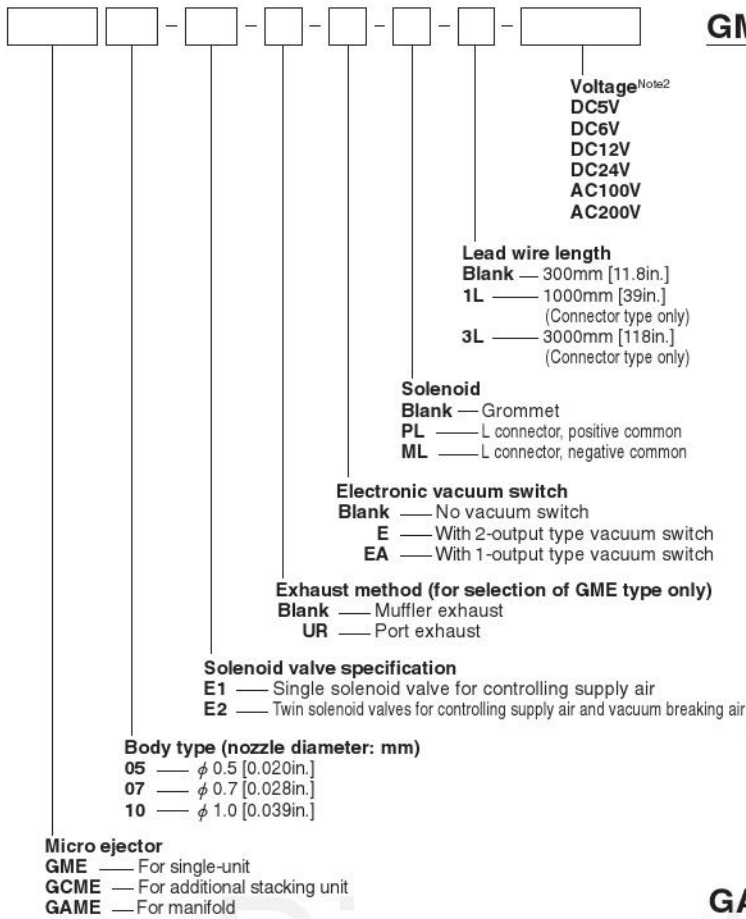 GM
Voltage Note2
DC5V
DC6V
DC12V
DC24V
AC100V
AC200V
Lead wire length
Blank — 300mm [11.8in.]
1L — 1000mm [39in.]
(Connector type only)
3L — 3000mm [118in.]
(Connector type only)
Solenoid
Blank — Grommet
PL — L connector, positive common
ML — L connector, negative common
Electronic vacuum switch
Blank — No vacuum switch
E — With 2-output type vacuum switch
EA — With 1-output type vacuum switch
Exhaust method (for selection of GME type only)
Blank — Muffler exhaust
UR — Port exhaust
Solenoid valve specification
E1 — Single solenoid valve for controlling supply air
E2 — Twin solenoid valves for controlling supply air and vacuum breaking air
Body type (nozzle diameter: mm)
05 — ϕ 0.5 [0.020in.]
07 — ϕ 0.7 [0.028in.]
10 — ϕ 1.0 [0.039in.]
Micro ejector
GME — For single-unit
GCME — For additional stacking unit
GAME — For manifold
GA